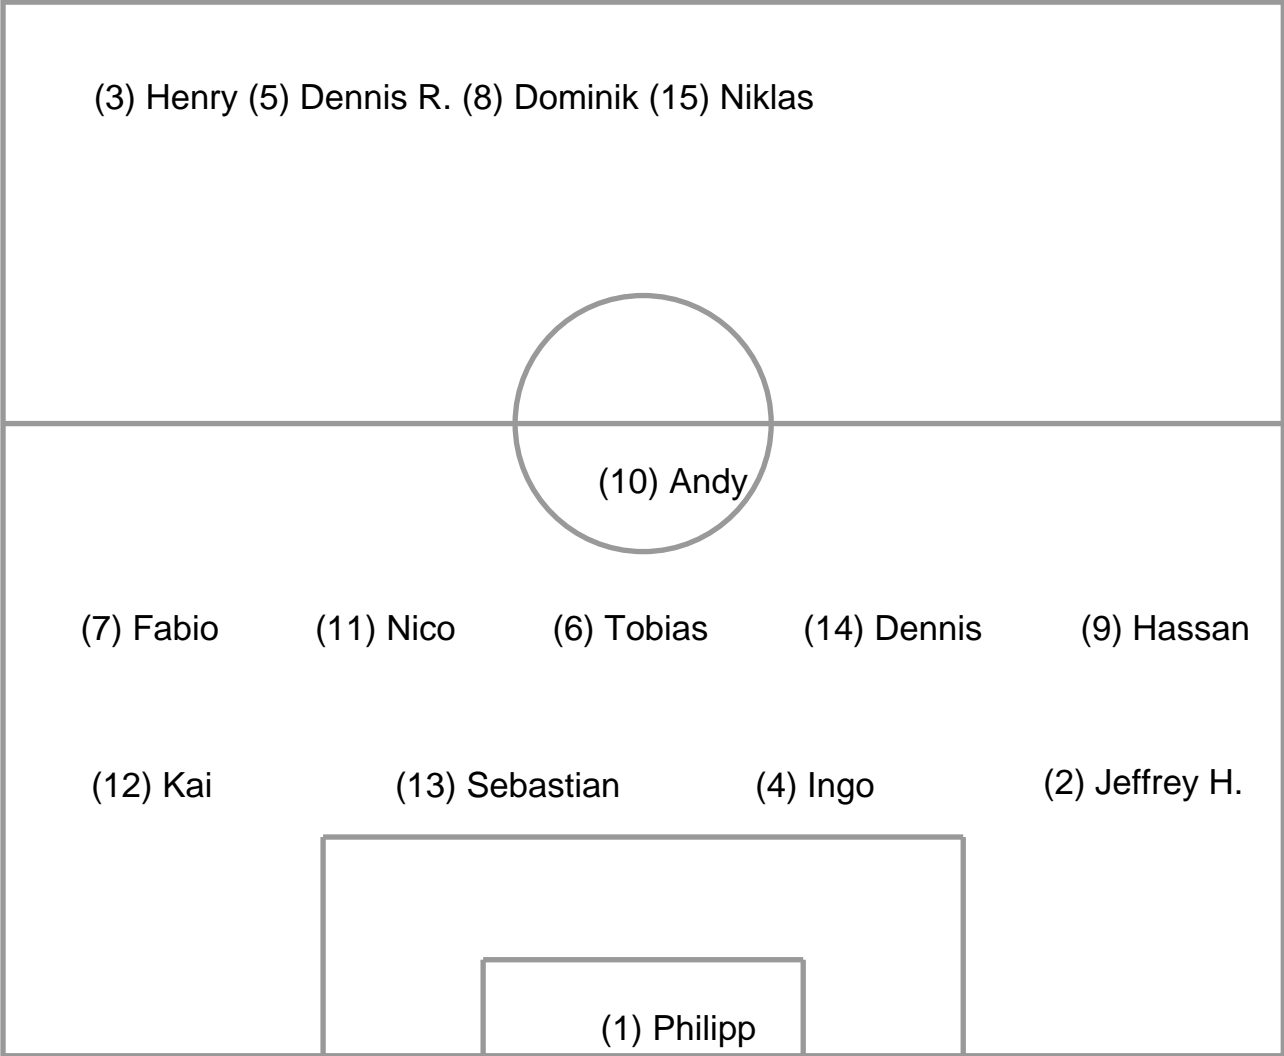 (3) Henry (5) Dennis R. (8) Dominik (15) Niklas
(10) Andy
(7) Fabio (11) Nico (6) Tobias (14) Dennis (9) Hassan
(12) Kai (13) Sebastian (4) Ingo (2) Jeffrey H.
(1) Philipp